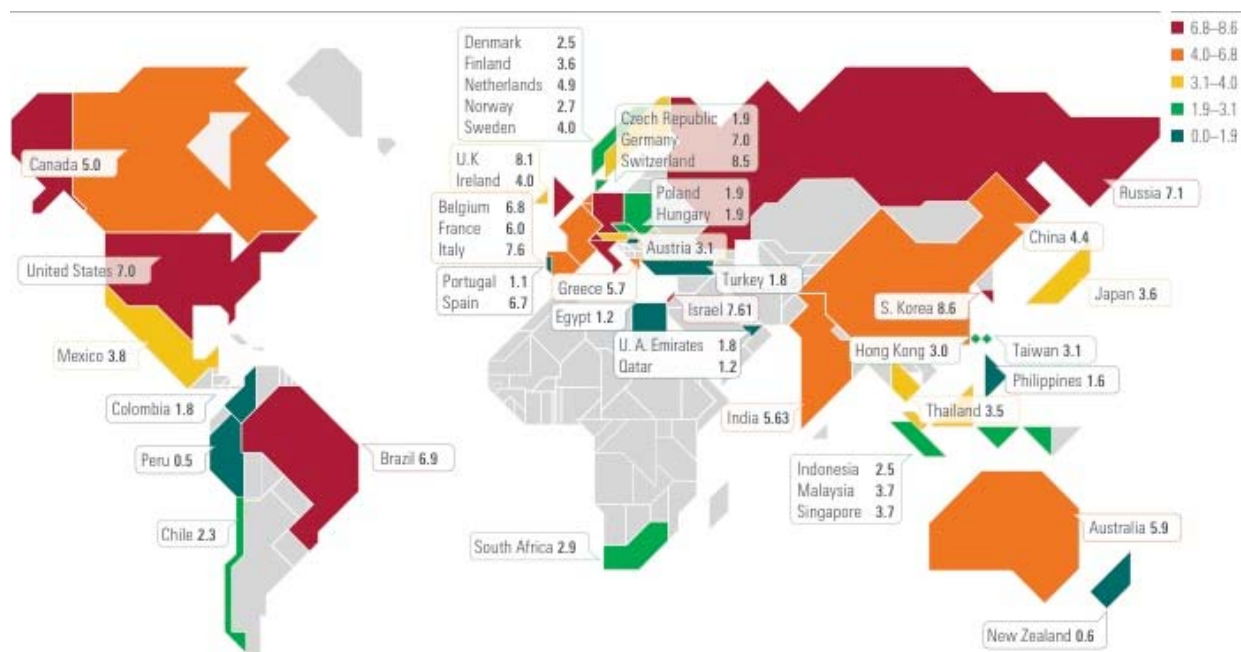 6.8–8.6
4.0–6.8
3.1–4.0
1.9–3.1
0.0–1.9
Denmark 2.5
Finland 3.6
Netherlands 4.9
Norway 2.7
Sweden 4.0
Czech Republic 1.9
Germany 7.0
Switzerland 8.5
Canada 5.0
U.K 8.1
Ireland 4.0
Russia 7.1
Poland 1.9
Hungary 1.9
Belgium 6.8
France 6.0
Italy 7.6
China 4.4
Austria 3.1
United States 7.0
Portugal 1.1
Spain 6.7
Greece 5.7
Turkey 1.8
Japan 3.6
S. Korea 8.6
Egypt 1.2
Israel 7.61
Mexico 3.8
U. A. Emirates 1.8
Qatar 1.2
Hong Kong 3.0
Taiwan 3.1
Philippines 1.6
Colombia 1.8
India 5.63
Thailand 3.5
Peru 0.5
Brazil 6.9
Indonesia 2.5
Malaysia 3.7
Singapore 3.7
Chile 2.3
South Africa 2.9
Australia 5.9
New Zealand 0.6